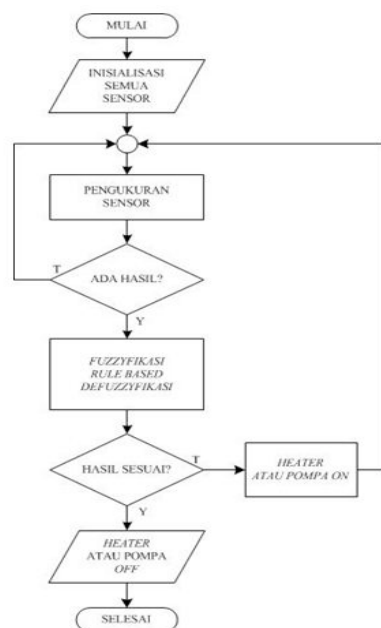 MULAI
INISIALISASI
SEMUA
SENSOR
PENGUKURAN
SENSOR
T
ADA HASIL?
Y
FUZZYFIKASI
RULE BASED
DEFUZZYFIKASI
HASIL SESUAI?
T
HEATER
ATAU POMPA ON
Y
HEATER
ATAU POMPA
OFF
SELESAI